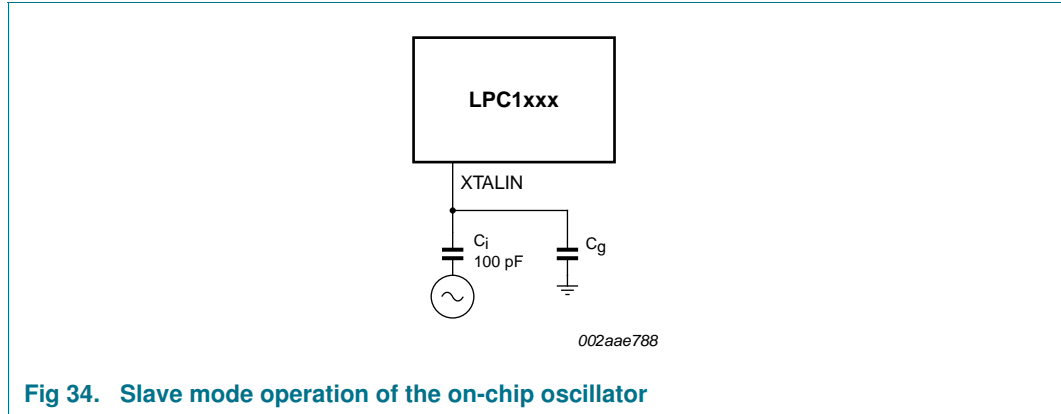 LPC1xxx
XTALIN
Ci
100 pF
Cg
002aae788
Fig 34. Slave mode operation of the on-chip oscillator